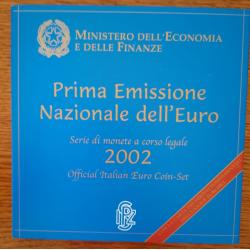 MINISTERO DELL'ECONOMIA
E DELLE FINANZE
Prima Emissione
Nazionale dell'Euro
Serie di monete a corso legale
2002
Official Italian Euro Coin-Set